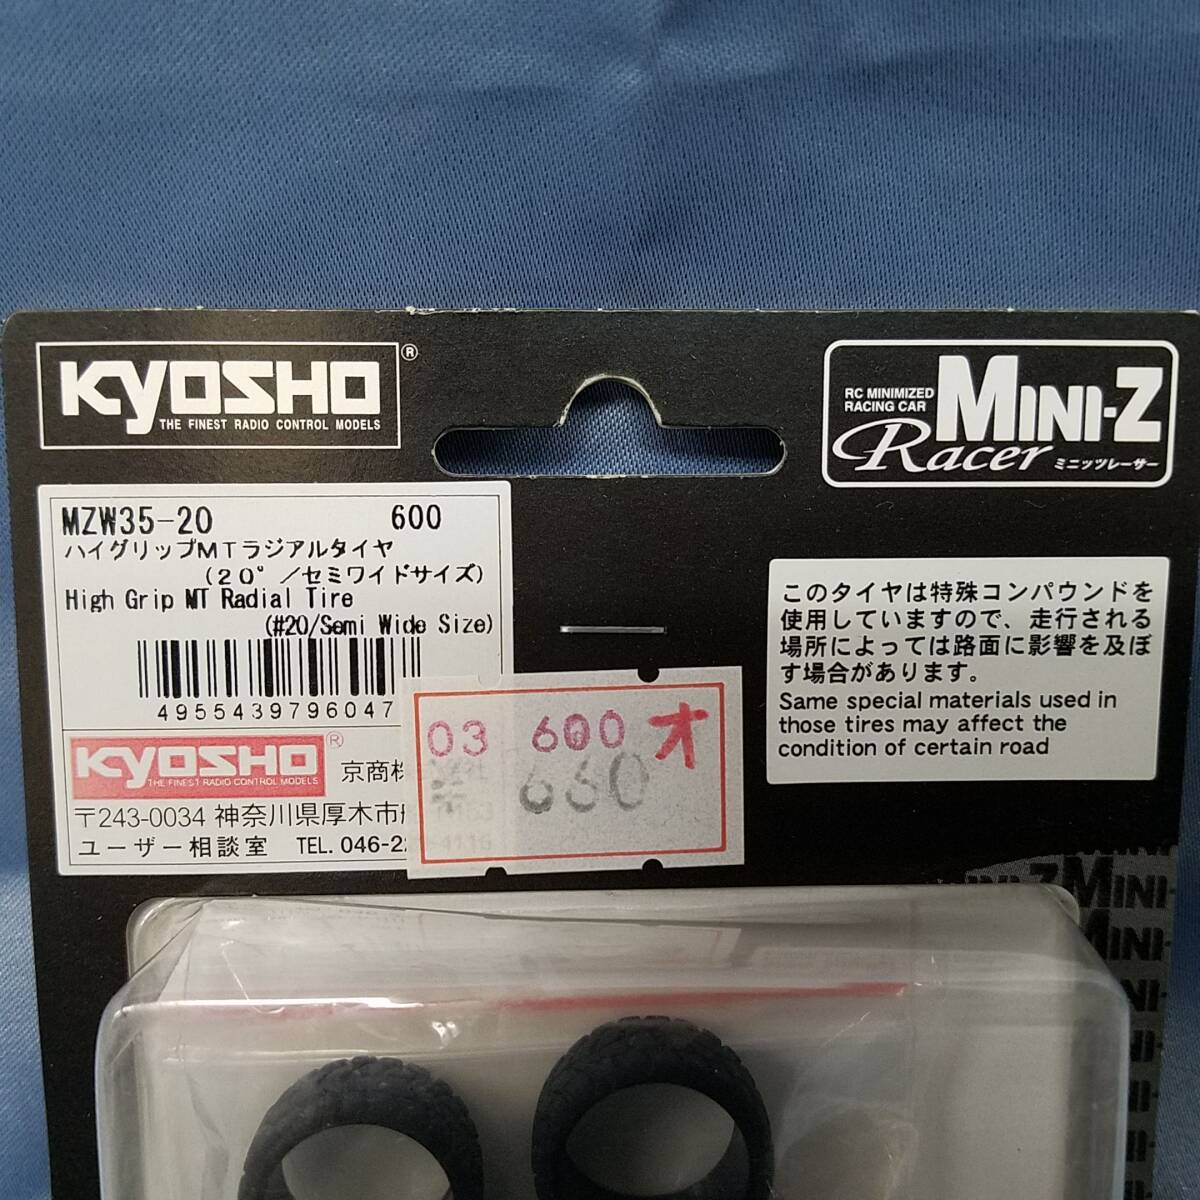 KYOSHO®
THE FINEST RADIO CONTROL MODELS
RC MINIMIZED
RACING CAR
MINI-Z
Racer ミニッツレーサー
MZW35-20 600
ハイグリップMTラジアルタイヤ
(20°/セミワイドサイズ)
High Grip MT Radial Tire
(#20/Semi Wide Size)
4955439796047
KYOSHO®
THE FINEST RADIO CONTROL MODELS
京商株
〒243-0034 神奈川県厚木市
ユーザー相談室 TEL. 046-22 4116
03 600 オ
660
このタイヤは特殊コンパウンドを
使用していますので、走行される
場所によっては路面に影響を及ぼ
す場合があります。
Same special materials used in
those tires may affect the
condition of certain road
MINI-Z MINI-
MINI-